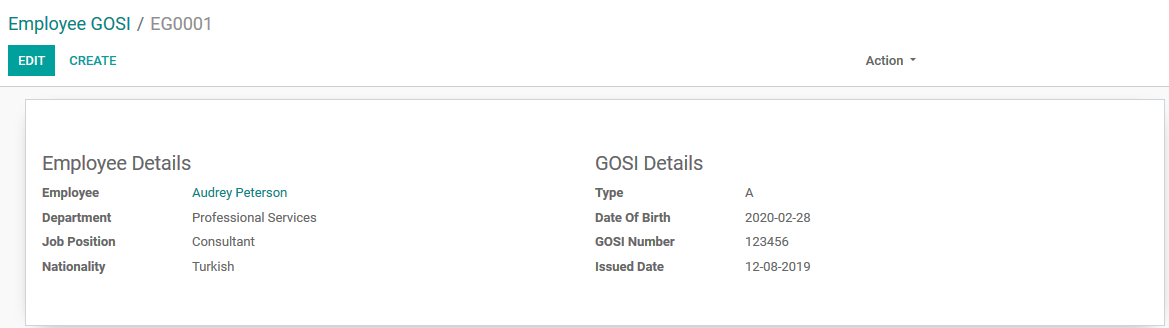 Employee GOSI / EG0001
EDIT CREATE Action
Employee Details
Employee Audrey Peterson
Department Professional Services
Job Position Consultant
Nationality Turkish
GOSI Details
Type A
Date Of Birth 2020-02-28
GOSI Number 123456
Issued Date 12-08-2019